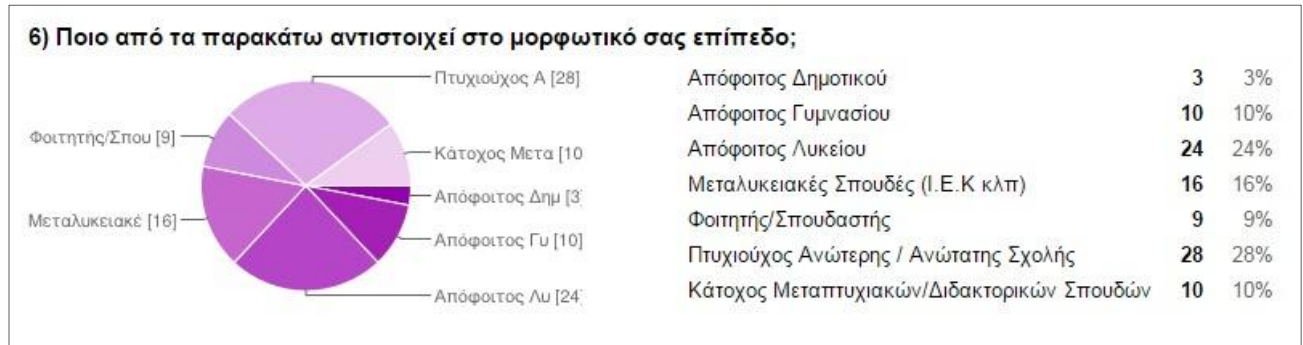 6) Ποιο από τα παρακάτω αντιστοιχεί στο μορφωτικό σας επίπεδο;
Πτυχιούχος Α [28]
Φοιτητής/Σπου [9]
Κάτοχος Μετα [10
Απόφοιτος Δημ [3]
Μεταλυκειακέ [16]
Απόφοιτος Γυ [10]
Απόφοιτος Λυ [24]
Απόφοιτος Δημοτικού 3 3%
Απόφοιτος Γυμνασίου 10 10%
Απόφοιτος Λυκείου 24 24%
Μεταλυκειακές Σπουδές (Ι.Ε.Κ κλπ) 16 16%
Φοιτητής/Σπουδαστής 9 9%
Πτυχιούχος Ανώτερης / Ανώτατης Σχολής 28 28%
Κάτοχος Μεταπτυχιακών/Διδακτορικών Σπουδών 10 10%